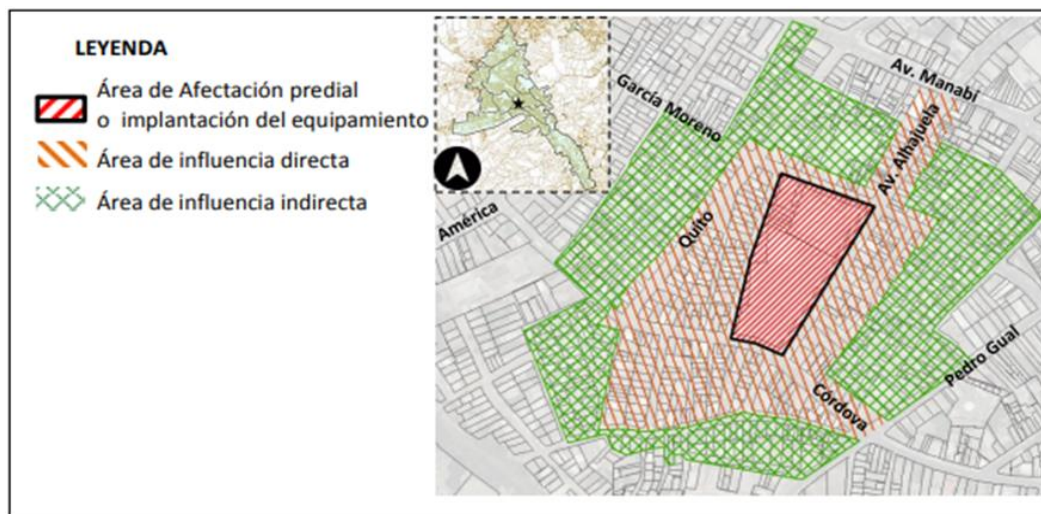 LEYENDA
Área de Afectación predial
o implantación del equipamiento
Área de influencia directa
Área de influencia indirecta
Av. Manabi
García Moreno
Av. Alhajuela
América
Quito
Pedro Gual
Córdova